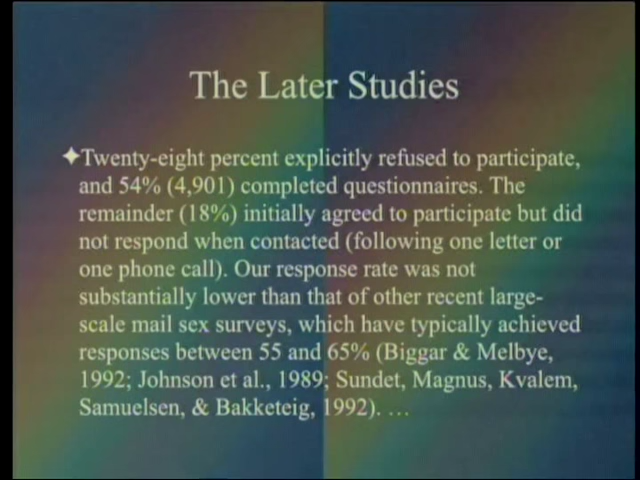 The Later Studies
✦Twenty-eight percent explicitly refused to participate,
and 54% (4,901) completed questionnaires. The
remainder (18%) initially agreed to participate but did
not respond when contacted (following one letter or
one phone call). Our response rate was not
substantially lower than that of other recent large-
scale mail sex surveys, which have typically achieved
responses between 55 and 65% (Biggar & Melbye,
1992; Johnson et al., 1989; Sundet, Magnus, Kvalem,
Samuelsen, & Bakketeig, 1992). …